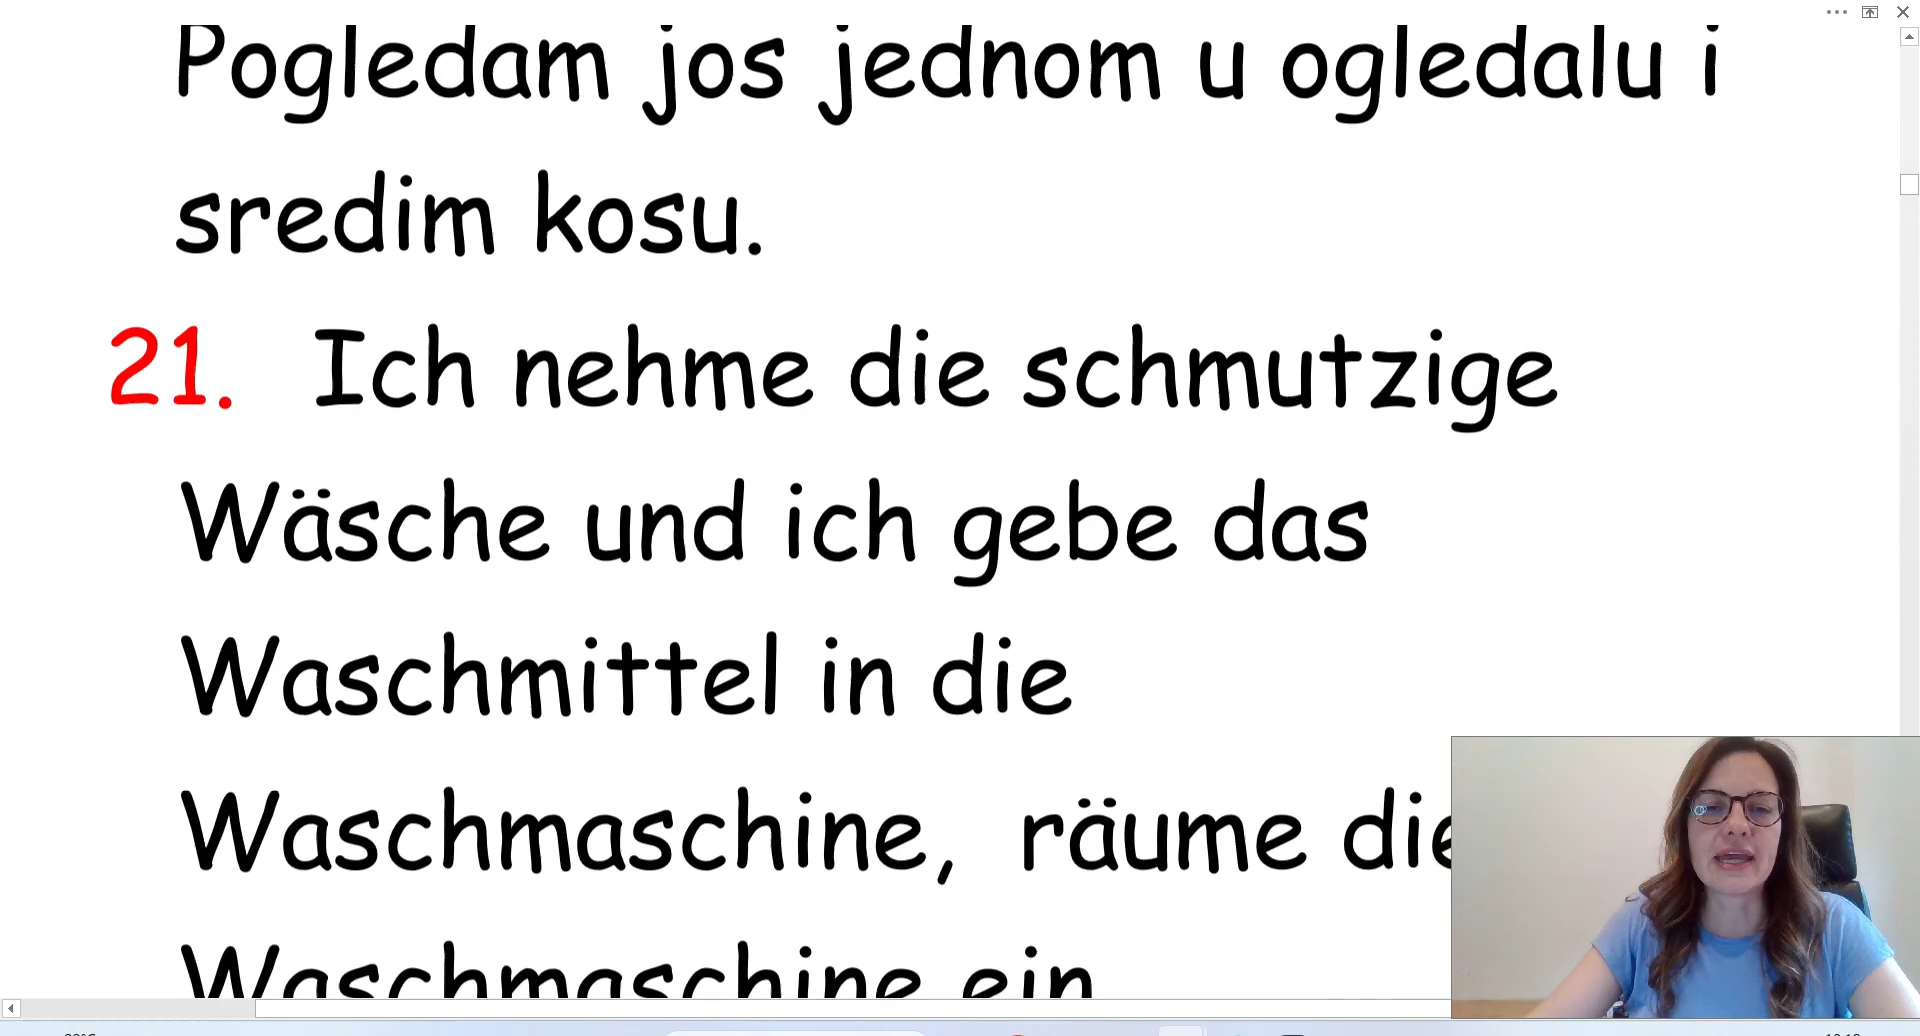 Pogledam jos jednom u ogledalu i
sredim kosu.
21. Ich nehme die schmutzige
Wäsche und ich gebe das
Waschmittel in die
Waschmaschine, räume die
Waschmaschine ein